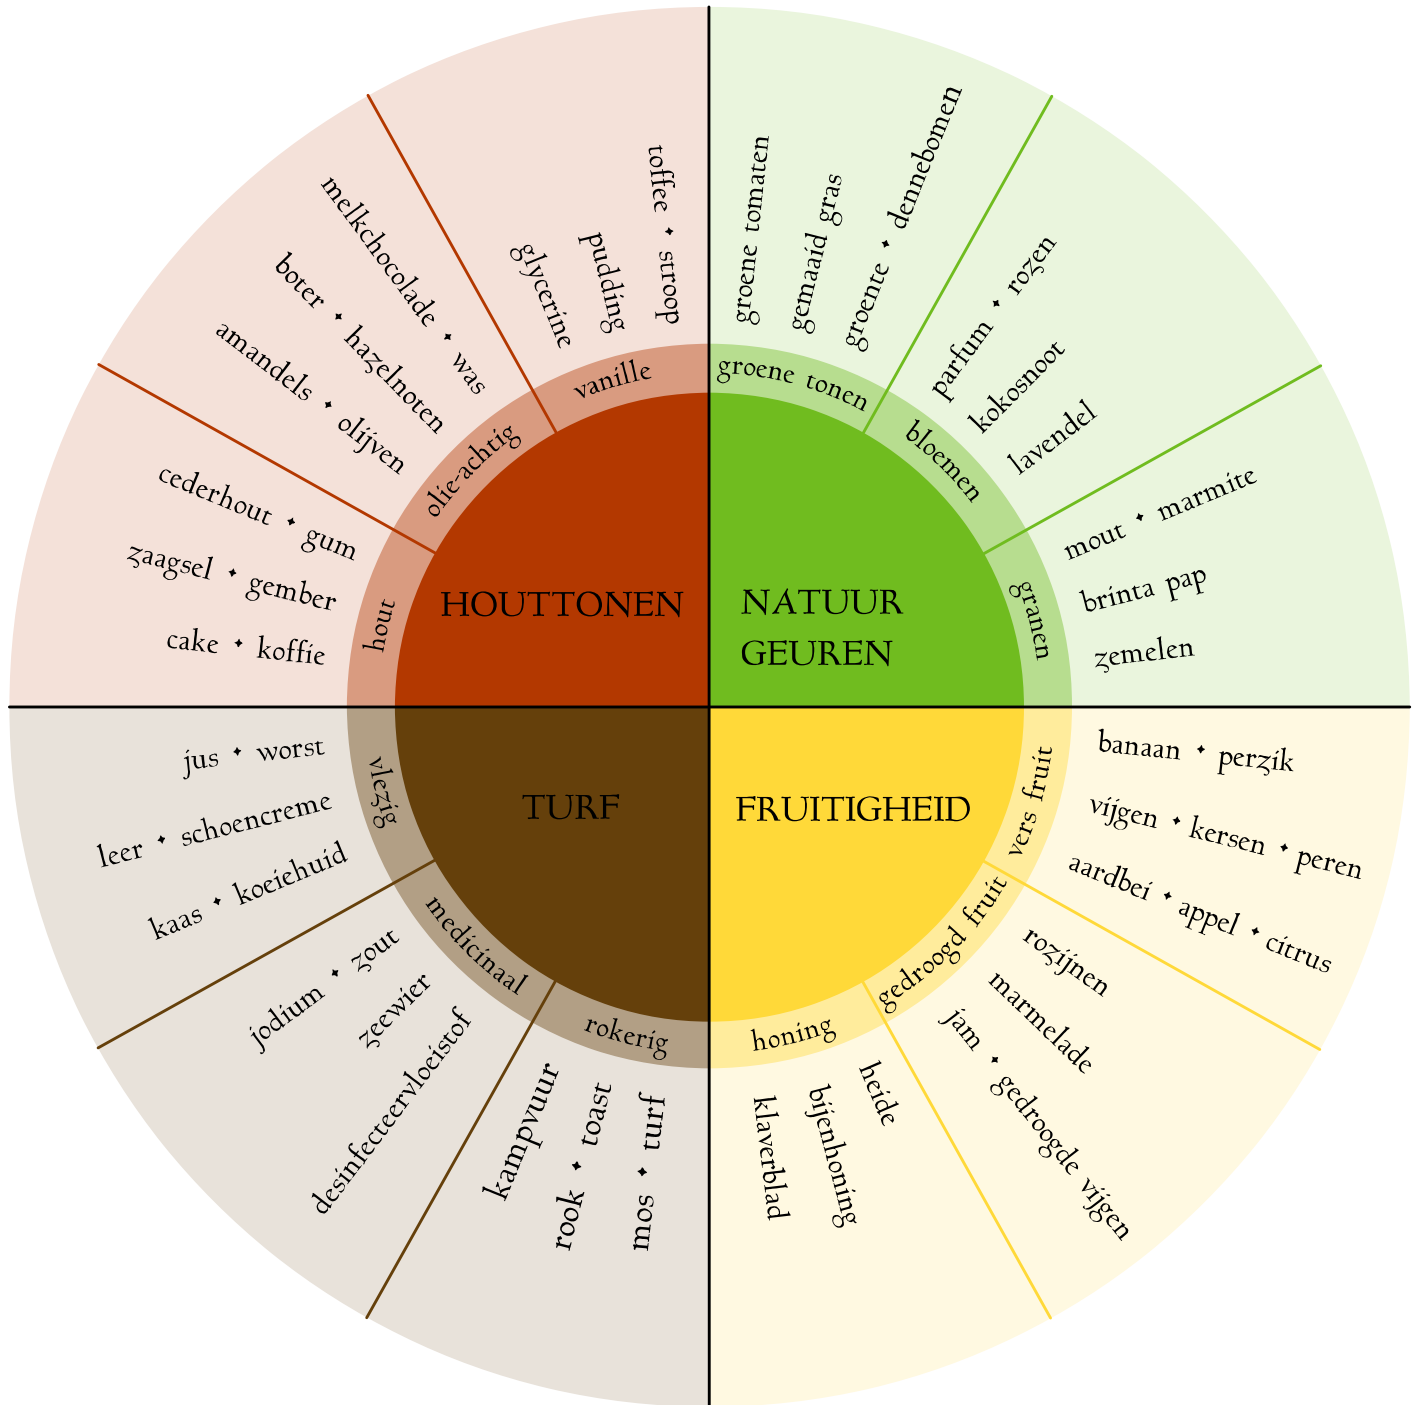 HOUTTONEN
hout
cake ✦ koffie
zaagsel ✦ gember
cederhout ✦ gum
olie-achtig
amandels ✦ olijven
boter ✦ hazelnoten
melkchocolade ✦ was
vanille
glycerine
pudding
toffee ✦ stroop
NATUUR
GEUREN
groene tonen
groene tomaten
gemaaid gras
groente ✦ dennebomen
bloemen
parfum ✦ rozen
kokosnoot
lavendel
granen
mout ✦ marmite
brinta pap
zemelen
FRUITIGHEID
vers fruit
banaan ✦ perzik
vijgen ✦ kersen ✦ peren
aardbei ✦ appel ✦ citrus
gedroogd fruit
rozijnen
marmelade
jam ✦ gedroogde vijgen
honing
heide
bijenhoning
klaverblad
TURF
rokerig
mos ✦ turf
rook ✦ toast
kampvuur
medicinaal
desinfecteervloeistof
zeewier
jodium ✦ zout
vlezig
kaas ✦ koeiehuid
leer ✦ schoencreme
jus ✦ worst